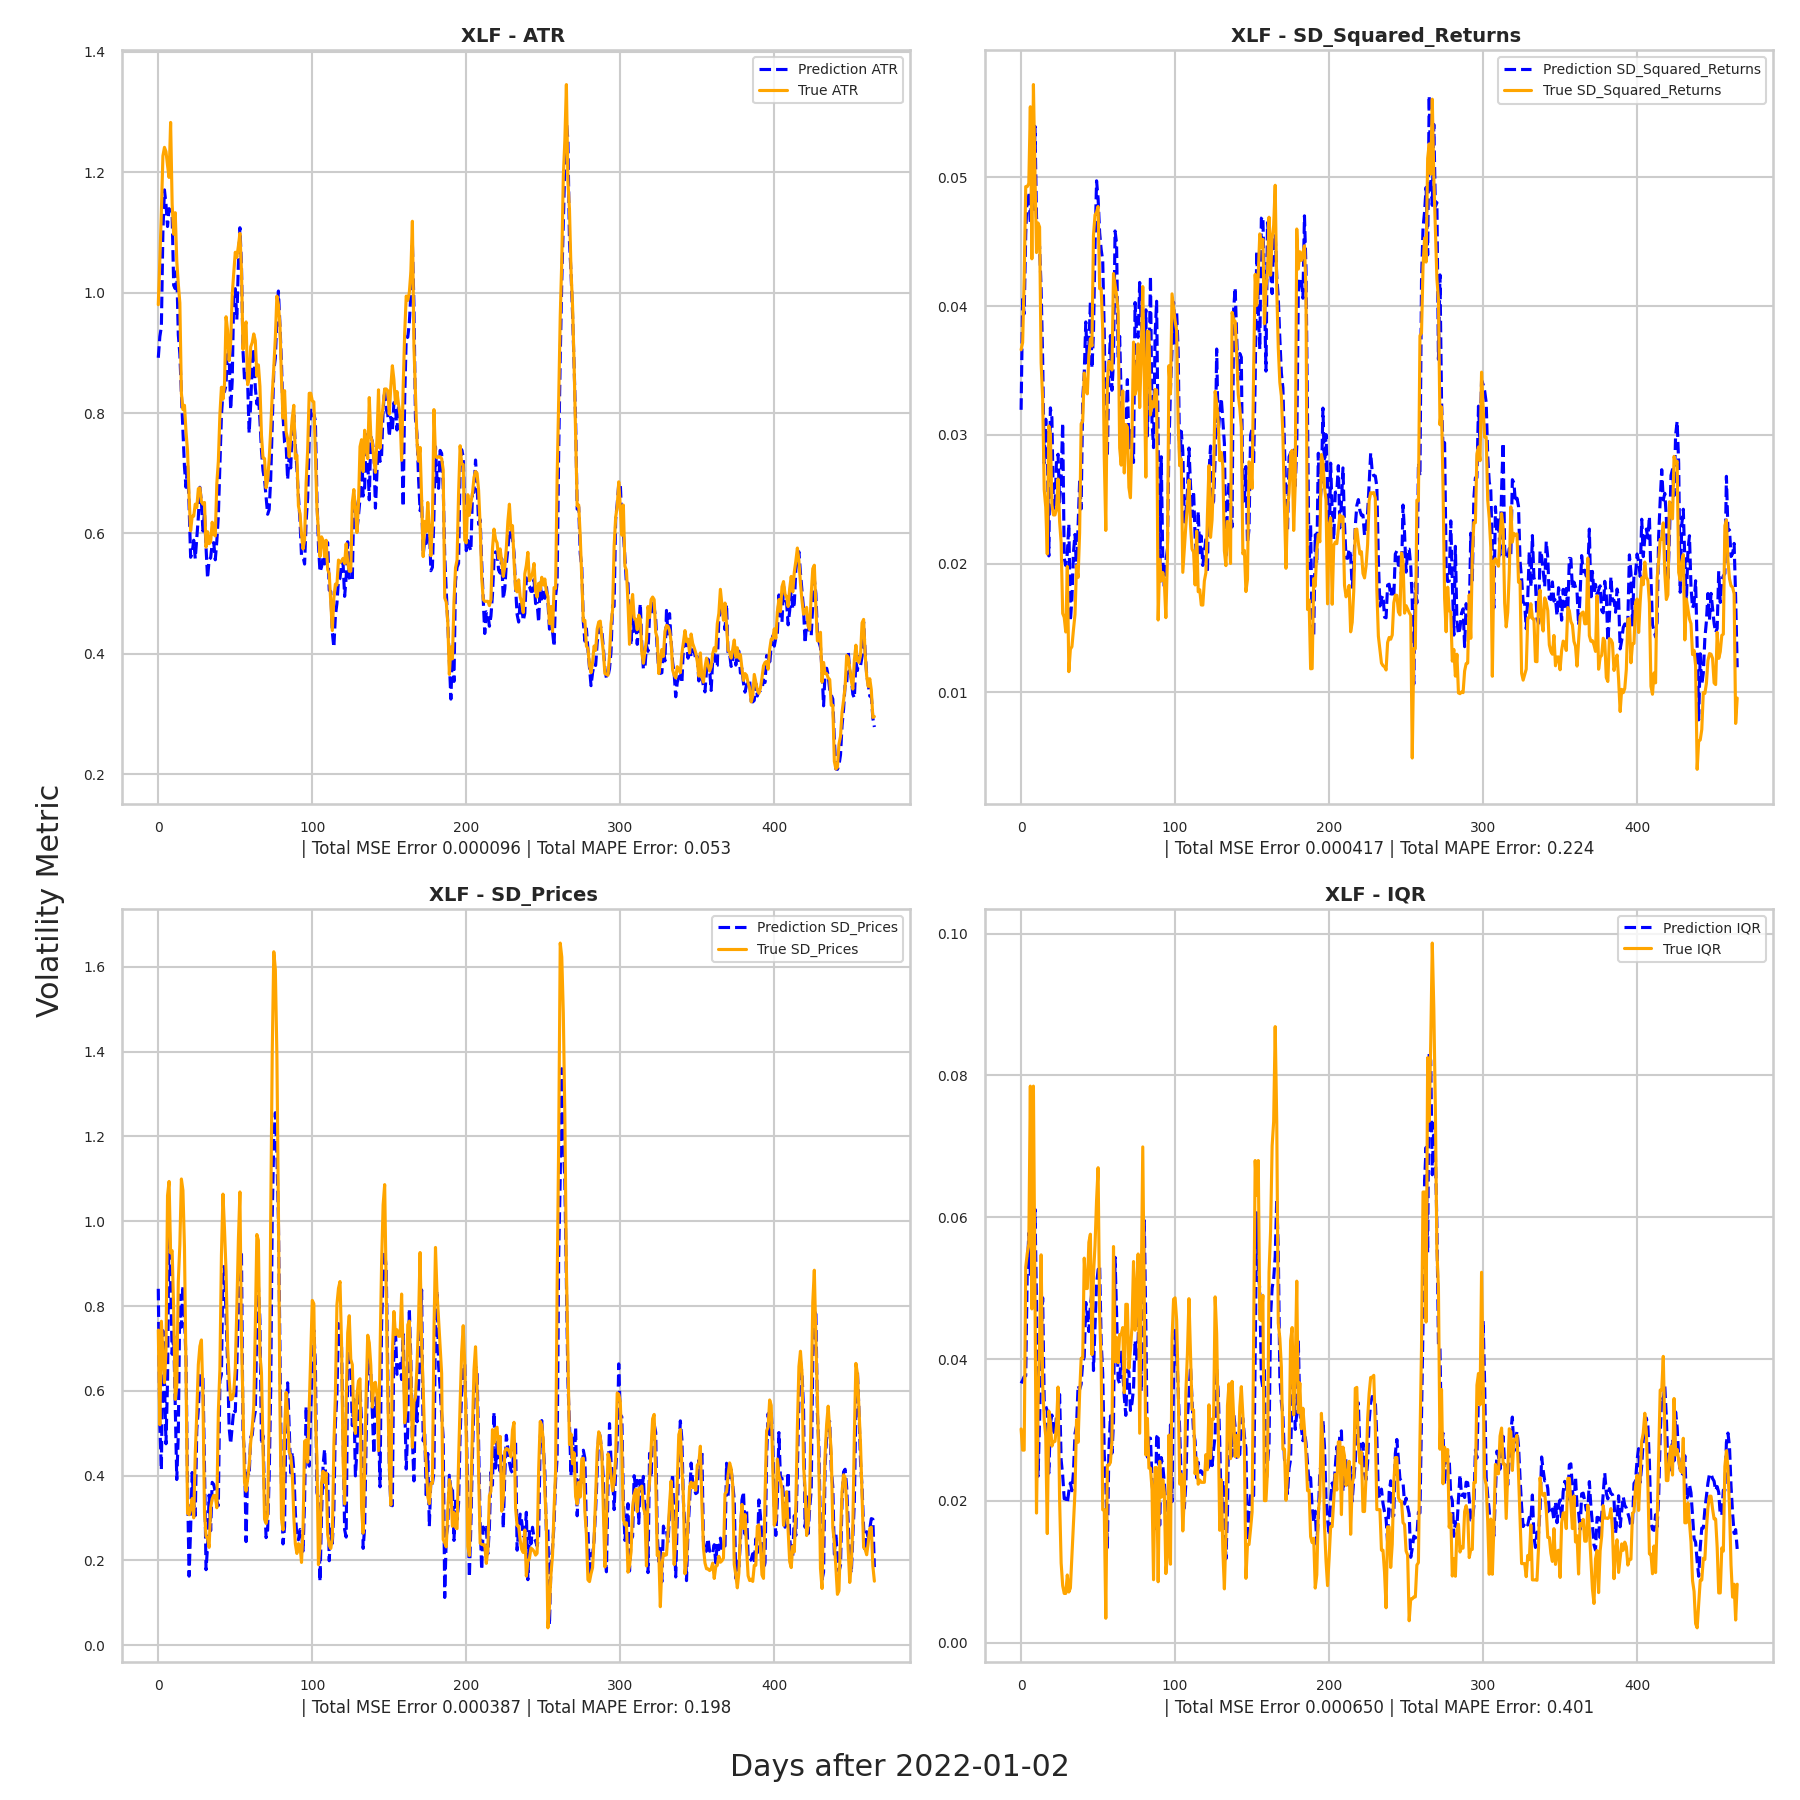 XLF - ATR
Prediction ATR
True ATR
1.4
1.2
1.0
0.8
0.6
0.4
0.2
0
100
200
300
400
| Total MSE Error 0.000096 | Total MAPE Error: 0.053
XLF - SD_Squared_Returns
Prediction SD_Squared_Returns
True SD_Squared_Returns
0.05
0.04
0.03
0.02
0.01
0
100
200
300
400
| Total MSE Error 0.000417 | Total MAPE Error: 0.224
Volatility Metric
XLF - SD_Prices
Prediction SD_Prices
True SD_Prices
1.6
1.4
1.2
1.0
0.8
0.6
0.4
0.2
0.0
0
100
200
300
400
| Total MSE Error 0.000387 | Total MAPE Error: 0.198
XLF - IQR
Prediction IQR
True IQR
0.10
0.08
0.06
0.04
0.02
0.00
0
100
200
300
400
| Total MSE Error 0.000650 | Total MAPE Error: 0.401
Days after 2022-01-02